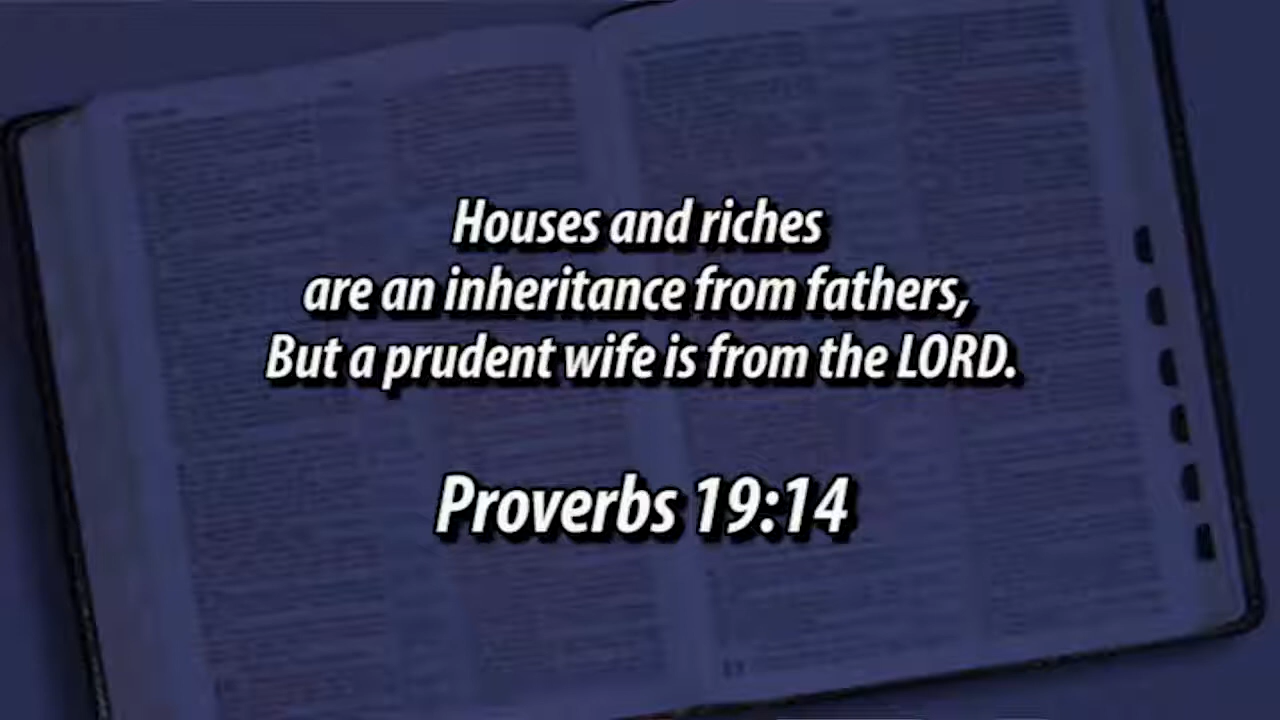 Houses and riches
are an inheritance from fathers,
But a prudent wife is from the LORD.
Proverbs 19:14